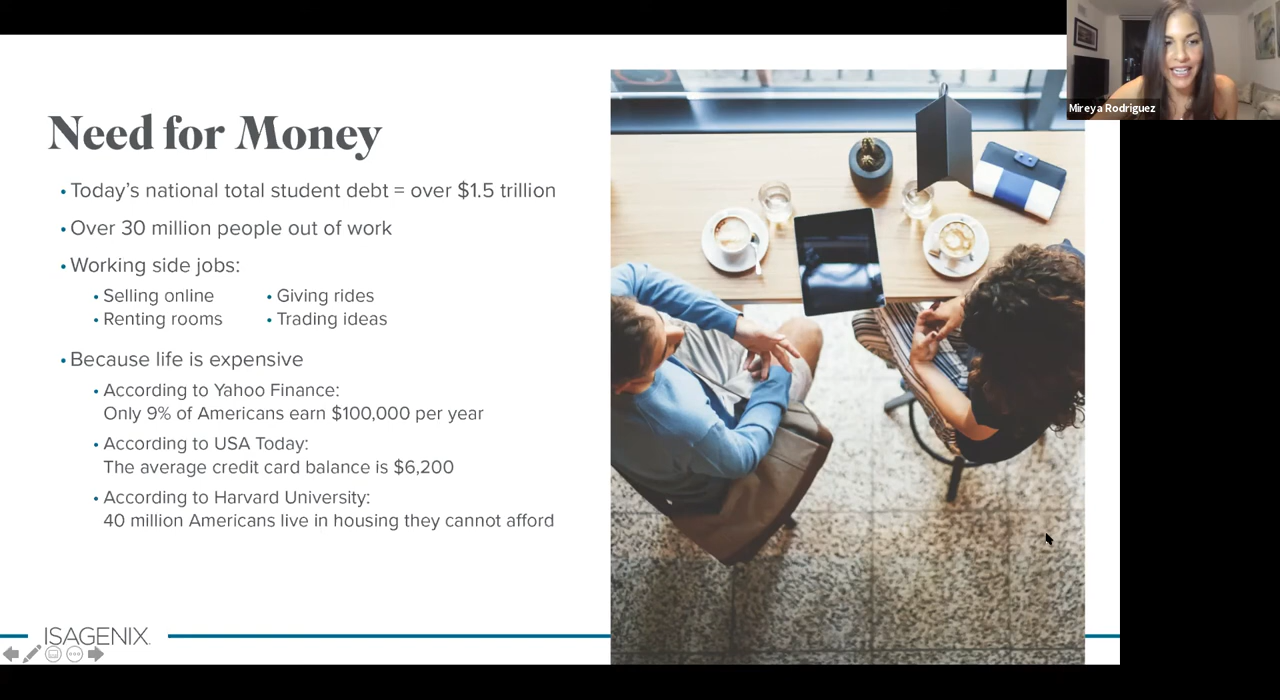 Mireya Rodriguez
Need for Money
• Today's national total student debt = over $1.5 trillion
• Over 30 million people out of work
• Working side jobs:
• Selling online
• Giving rides
• Renting rooms
• Trading ideas
• Because life is expensive
• According to Yahoo Finance:
Only 9% of Americans earn $100,000 per year
• According to USA Today:
The average credit card balance is $6,200
• According to Harvard University:
40 million Americans live in housing they cannot afford
ISAGENIX